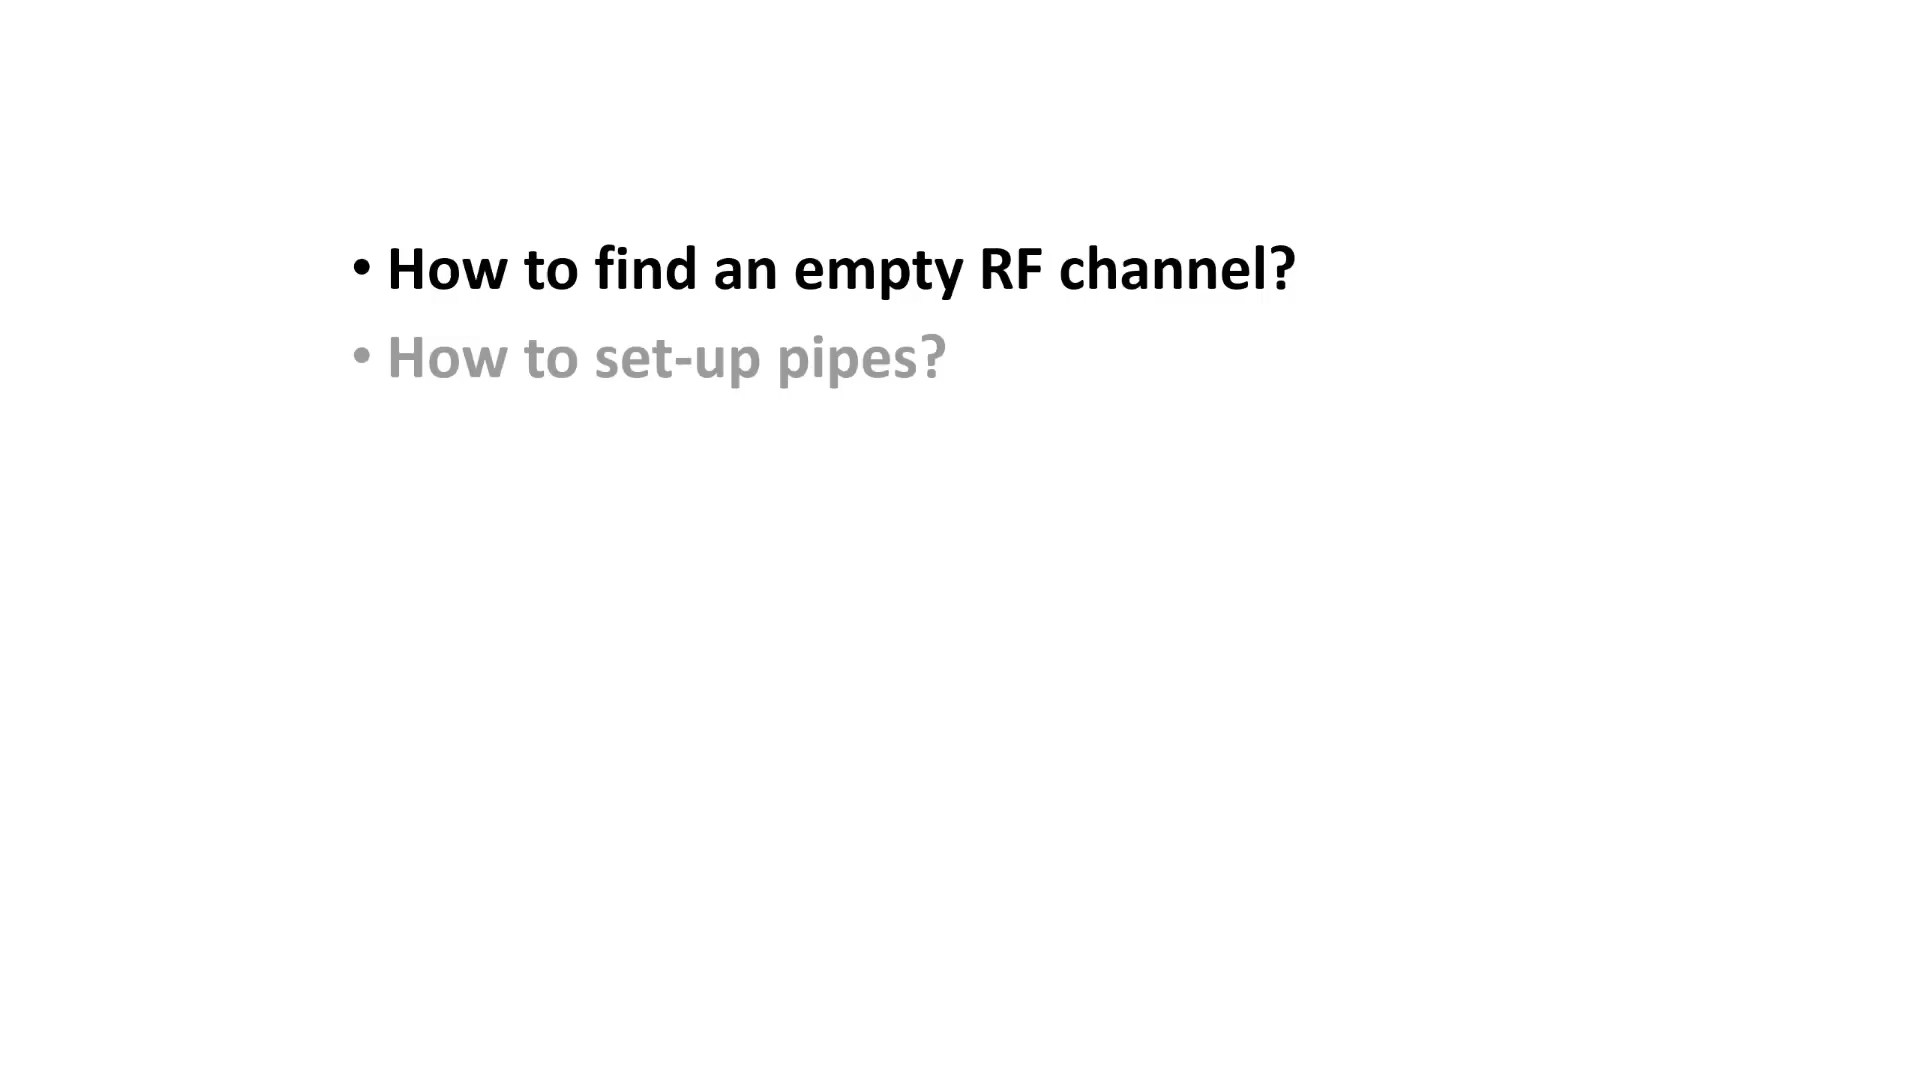 • How to find an empty RF channel?
• How to set-up pipes?